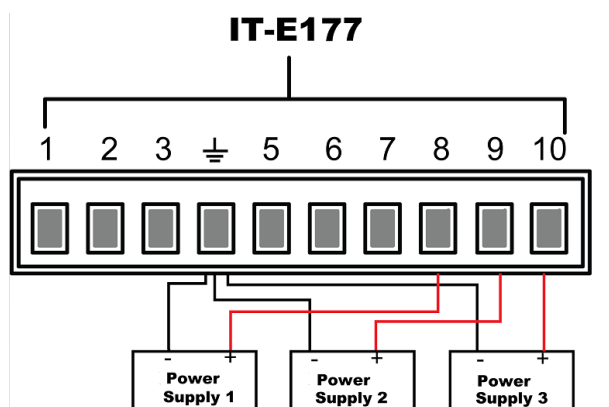 IT-E177
1 2 3 ⏚ 5 6 7 8 9 10
- + - + - +
Power Power Power
Supply 1 Supply 2 Supply 3